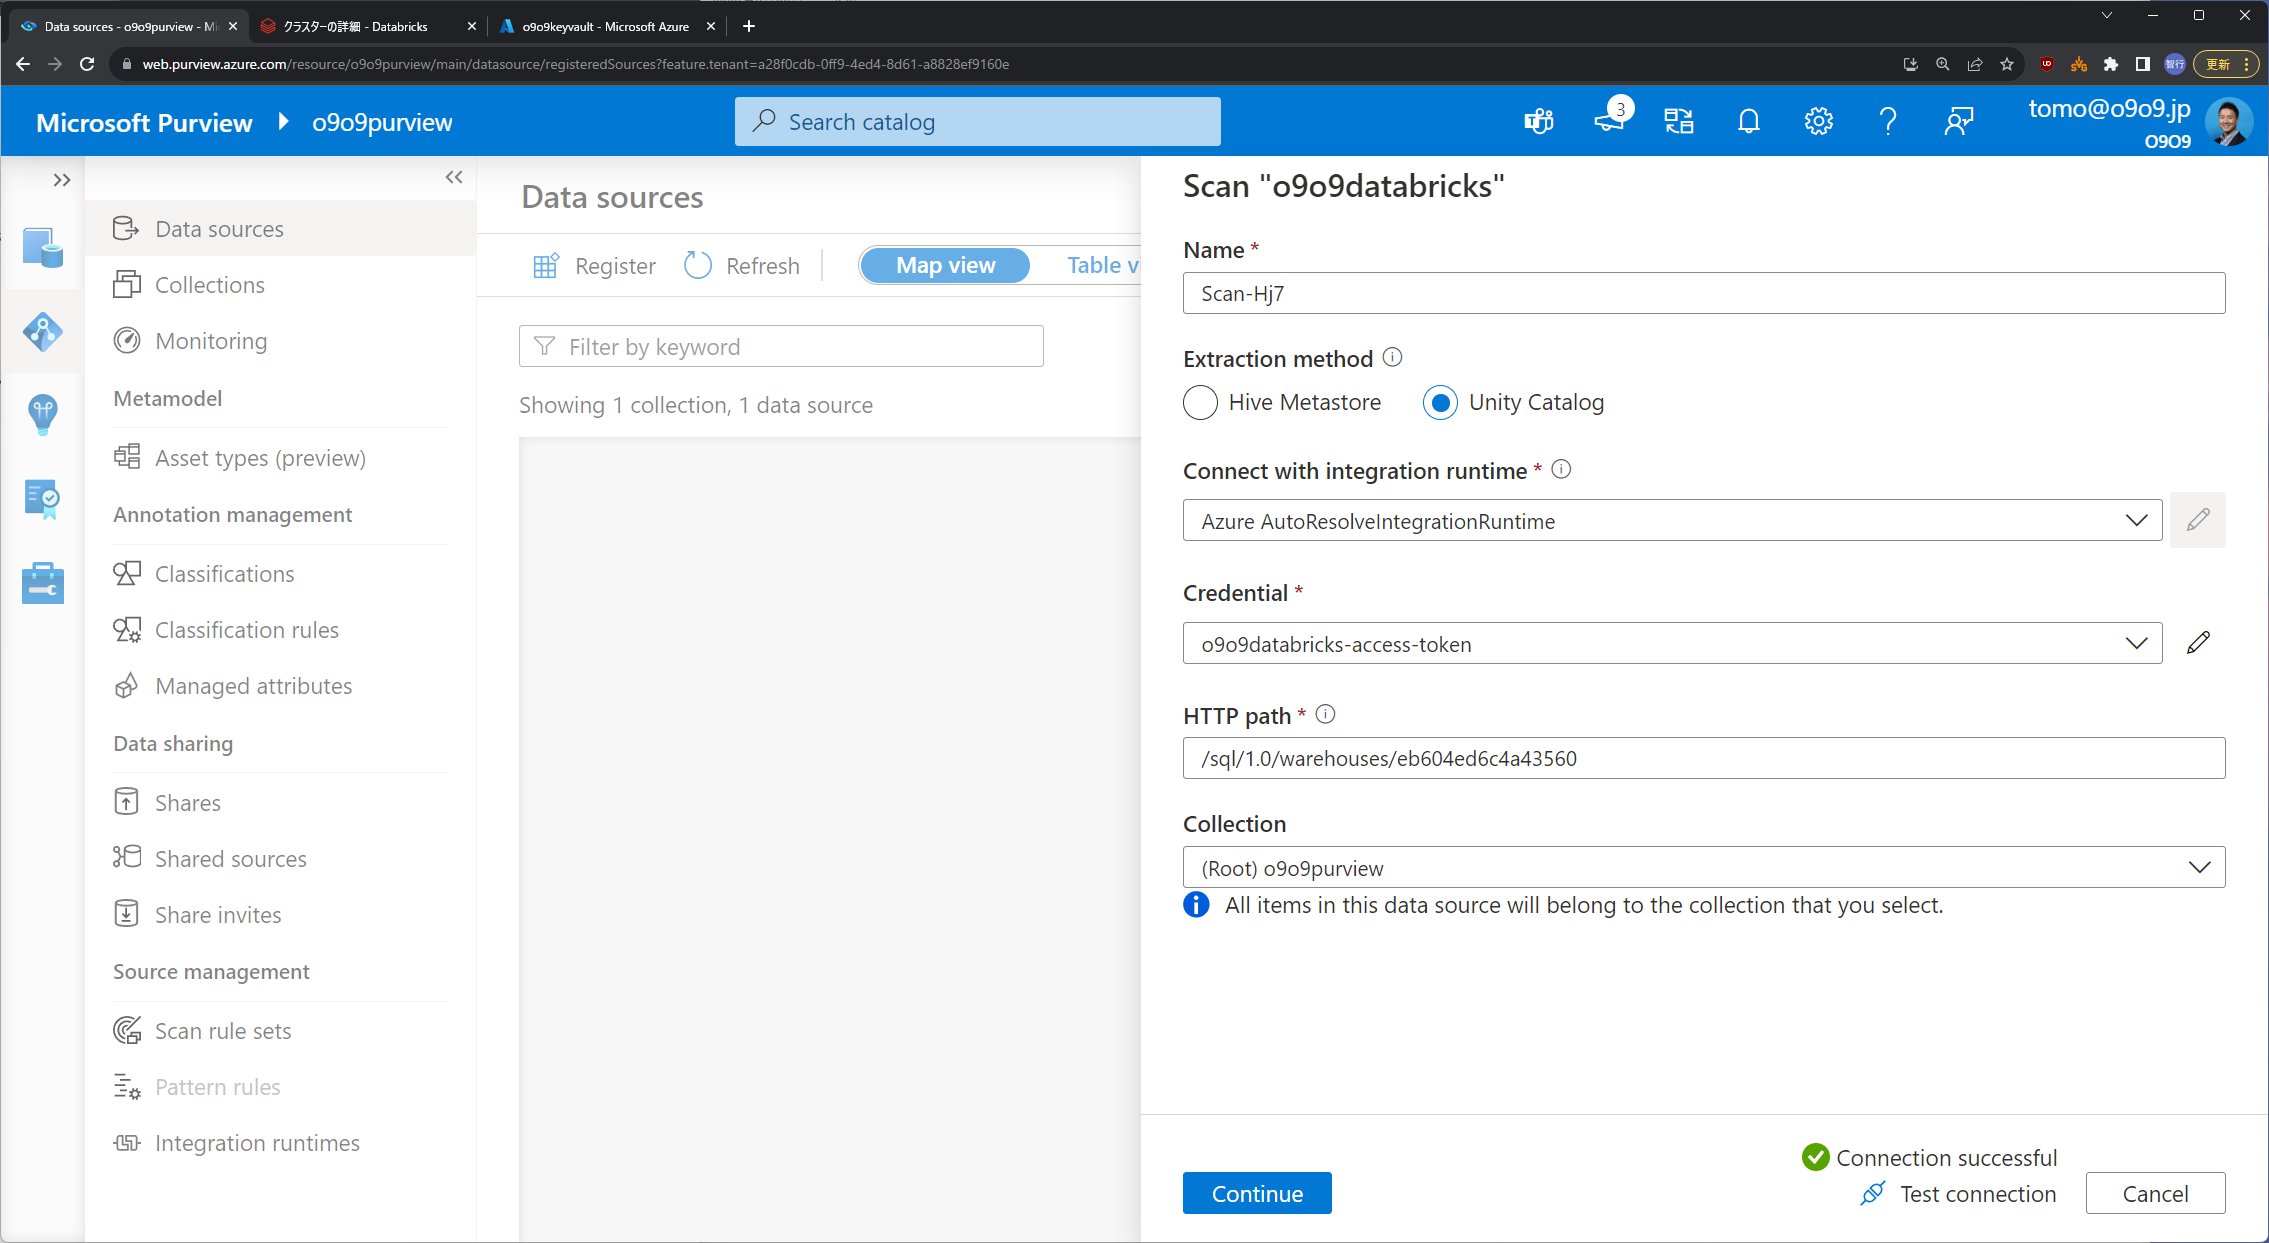 Data sources - o9o9purview - Mi
クラスターの詳細 - Databricks
o9o9keyvault - Microsoft Azure
web.purview.azure.com/resource/o9o9purview/main/datasource/registeredSources?feature.tenant=a28f0cdb-0ff9-4ed4-8d61-a8828ef9160e
智行
更新
Microsoft Purview
o9o9purview
Search catalog
3
tomo@o9o9.jp
O9O9
Data sources
Collections
Monitoring
Metamodel
Asset types (preview)
Annotation management
Classifications
Classification rules
Managed attributes
Data sharing
Shares
Shared sources
Share invites
Source management
Scan rule sets
Pattern rules
Integration runtimes
Data sources
Register
Refresh
Map view
Table v
Filter by keyword
Showing 1 collection, 1 data source
Scan "o9o9databricks"
Name *
Scan-Hj7
Extraction method
Hive Metastore
Unity Catalog
Connect with integration runtime *
Azure AutoResolveIntegrationRuntime
Credential *
o9o9databricks-access-token
HTTP path *
/sql/1.0/warehouses/eb604ed6c4a43560
Collection
(Root) o9o9purview
All items in this data source will belong to the collection that you select.
Connection successful
Continue
Test connection
Cancel